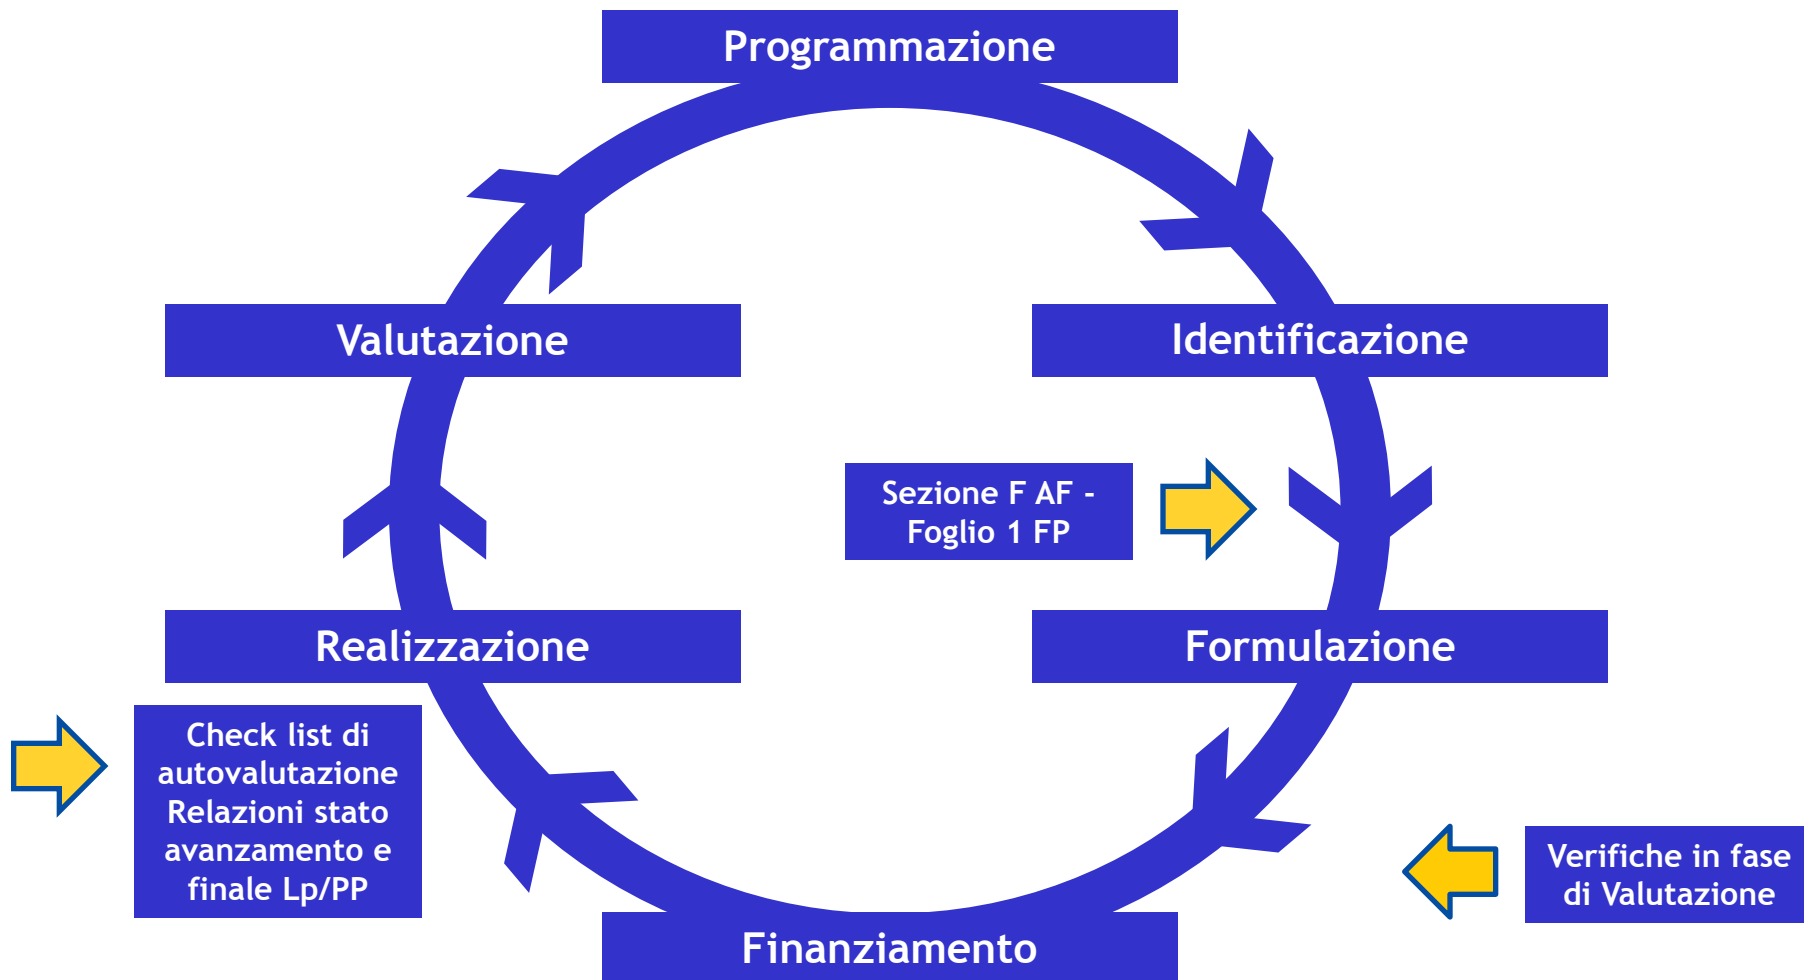 Programmazione
Valutazione
Identificazione
Sezione F AF -
Foglio 1 FP
Realizzazione
Formulazione
Check list di
autovalutazione
Relazioni stato
avanzamento e
finale Lp/PP
Verifiche in fase
di Valutazione
Finanziamento